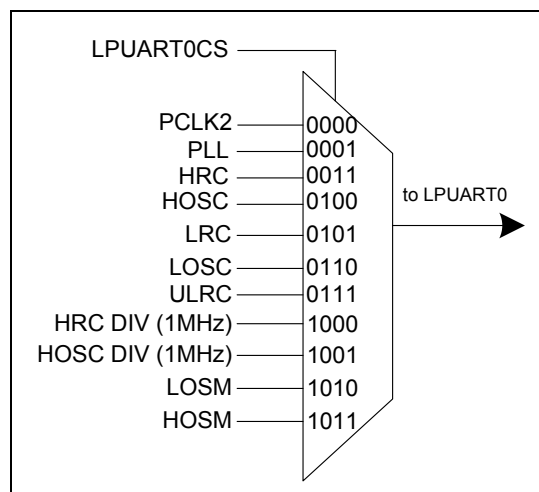 LPUART0CS
PCLK2 0000
PLL 0001
HRC 0011
to LPUART0
HOSC 0100
LRC 0101
LOSC 0110
ULRC 0111
HRC DIV (1MHz) 1000
HOSC DIV (1MHz) 1001
LOSM 1010
HOSM 1011